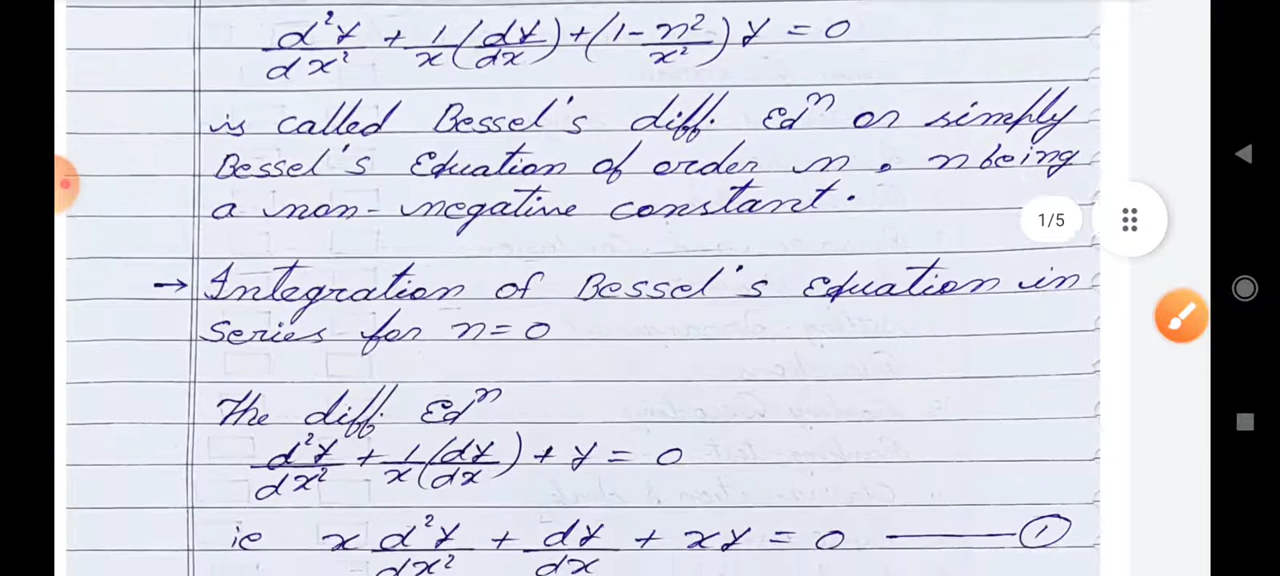 d²y/dx² + 1/x (dy/dx) + (1 - n²/x²) y = 0
is called Bessel's diff. Eqⁿ or simply
Bessel's Equation of order n, n being
a non-negative constant.
1/5
→ Integration of Bessel's Equation in
series for n=0
The diff. Eqⁿ
d²y/dx² + 1/x (dy/dx) + y = 0
ie x d²y/dx² + dy/dx + xy = 0 —— ①